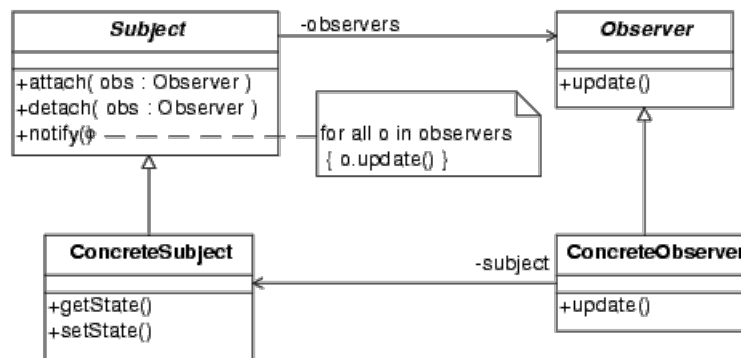 Subject
-observers
Observer
+attach( obs : Observer )
+detach( obs : Observer )
+notify()
+update()
for all o in observers
{ o.update() }
ConcreteSubject
-subject
ConcreteObserver
+getState()
+setState()
+update()